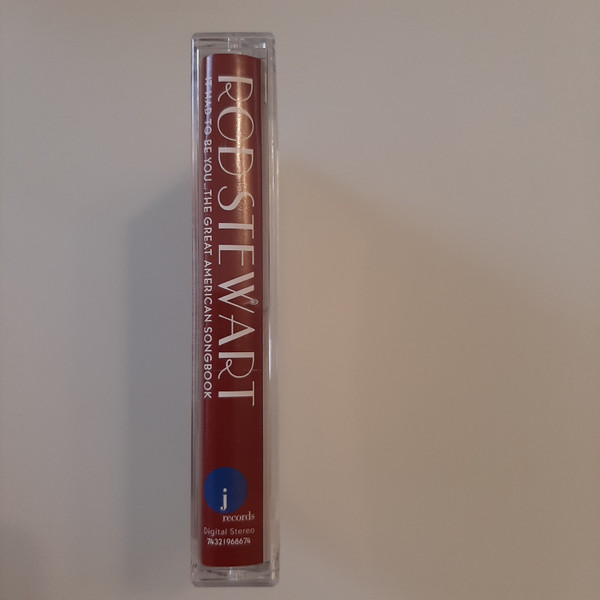 ROD STEWART
IT HAD TO BE YOU...THE GREAT AMERICAN SONGBOOK
j
records
Digital Stereo
74321968674